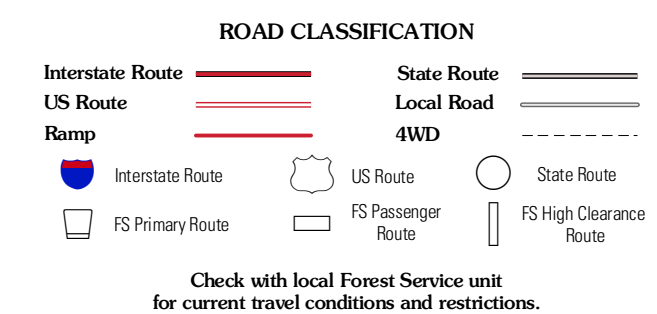 ROAD CLASSIFICATION
Interstate Route
State Route
US Route
Local Road
Ramp
4WD
Interstate Route
US Route
State Route
FS Primary Route
FS Passenger
Route
FS High Clearance
Route
Check with local Forest Service unit
for current travel conditions and restrictions.